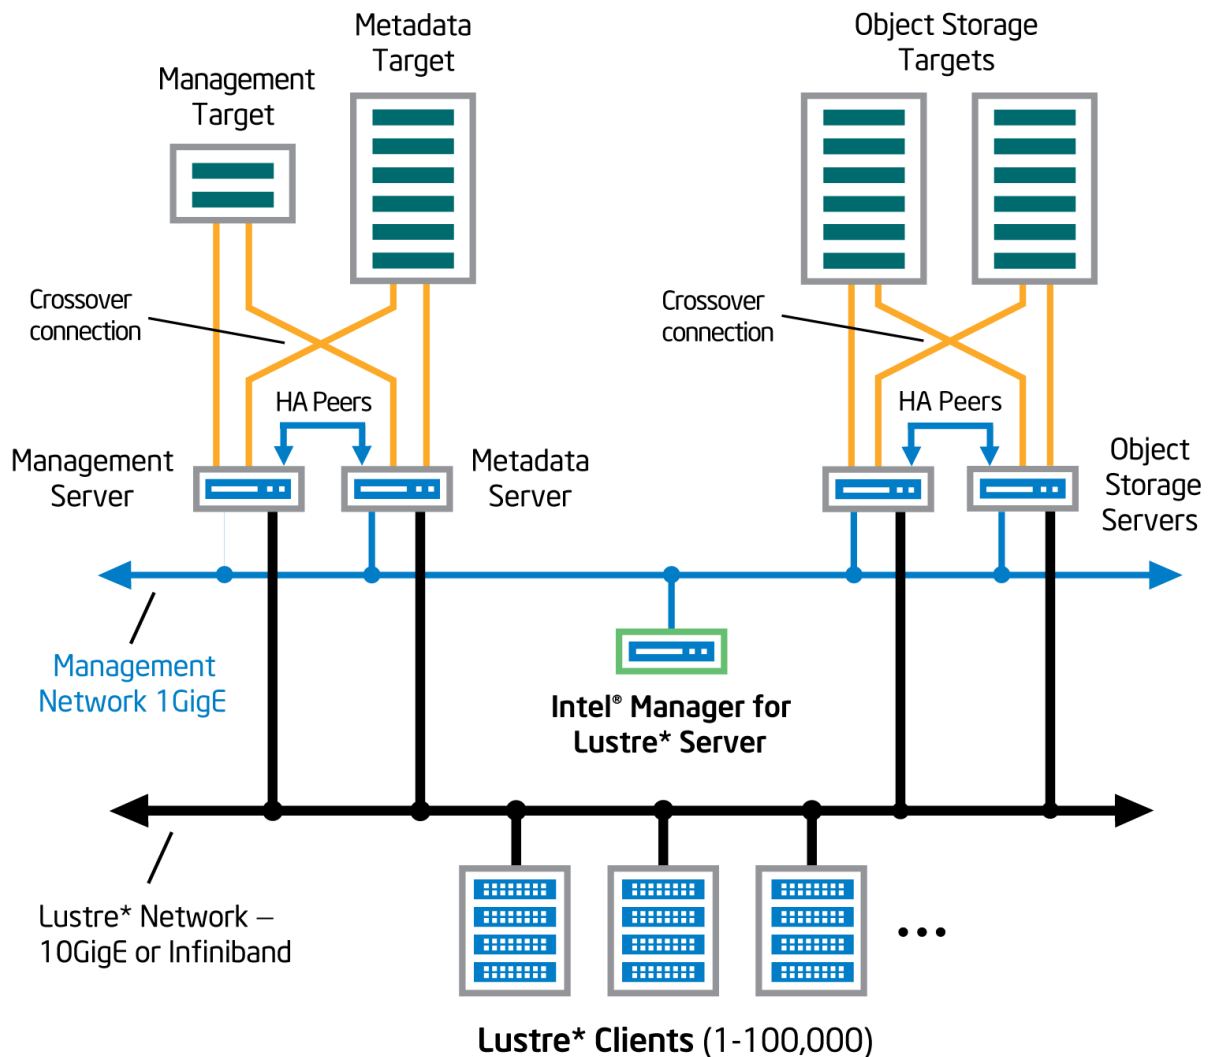 Metadata
Target
Object Storage
Targets
Management
Target
Crossover
connection
Crossover
connection
HA Peers
HA Peers
Management
Server
Metadata
Server
Object
Storage
Servers
Management
Network 1GigE
Intel® Manager for
Lustre* Server
Lustre* Network –
10GigE or Infiniband
...
Lustre* Clients (1-100,000)